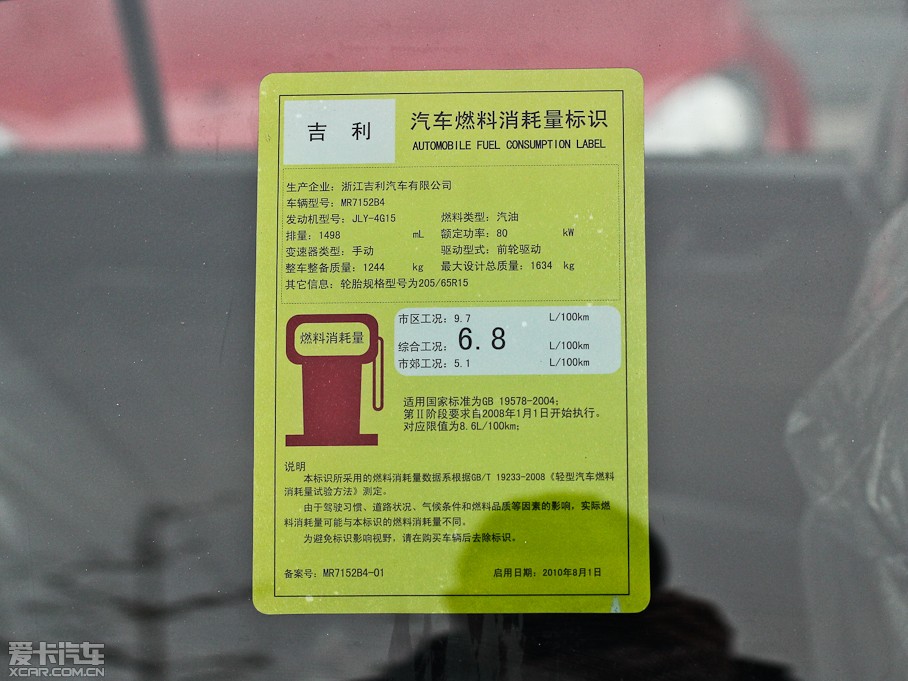 吉 利
汽车燃料消耗量标识
AUTOMOBILE FUEL CONSUMPTION LABEL
生产企业：浙江吉利汽车有限公司
车辆型号：MR7152B4
发动机型号：JLY-4G15 燃料类型：汽油
排量：1498 mL 额定功率：80 kW
变速器类型：手动 驱动型式：前轮驱动
整车整备质量：1244 kg 最大设计总质量：1634 kg
其它信息：轮胎规格型号为205/65R15
燃料消耗量
市区工况：9.7 L/100km
综合工况：6.8 L/100km
市郊工况：5.1 L/100km
适用国家标准为GB 19578-2004；
第Ⅱ阶段要求自2008年1月1日开始执行。
对应限值为8.6L/100km；
说明
本标识所采用的燃料消耗量数据系根据GB/T 19233-2008《轻型汽车燃料
消耗量试验方法》测定。
由于驾驶习惯、道路状况、气候条件和燃料品质等因素的影响，实际燃
料消耗量可能与本标识的燃料消耗量不同。
为避免标识影响视野，请在购买车辆后去除标识。
备案号：MR7152B4-01 启用日期：2010年8月1日
爱卡汽车
XCAR.COM.CN